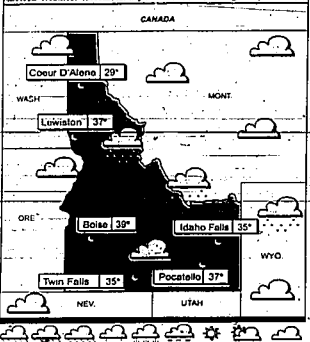 CANADA
Coeur D'Alene 29°
WASH
MONT.
Lewiston 37°
ORE
Boise 39°
Idaho Falls 35°
WYO.
Twin Falls 35°
Pocatello 37°
NEV.
UTAH